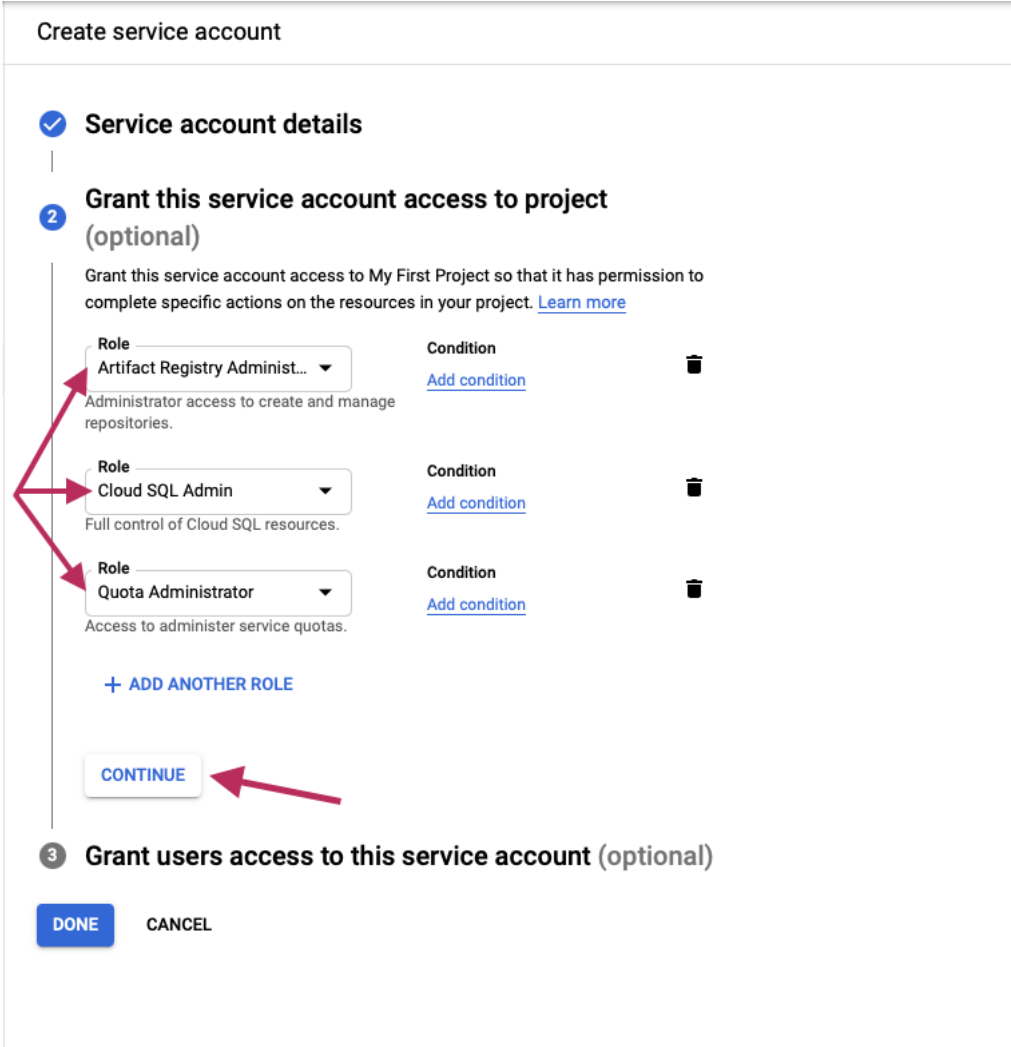 Create service account
Service account details
2
Grant this service account access to project
(optional)
Grant this service account access to My First Project so that it has permission to
complete specific actions on the resources in your project. Learn more
Role
Artifact Registry Administ...
Condition
Add condition
Administrator access to create and manage
repositories.
Role
Cloud SQL Admin
Condition
Add condition
Full control of Cloud SQL resources.
Role
Quota Administrator
Condition
Add condition
Access to administer service quotas.
+ ADD ANOTHER ROLE
CONTINUE
3
Grant users access to this service account (optional)
DONE CANCEL